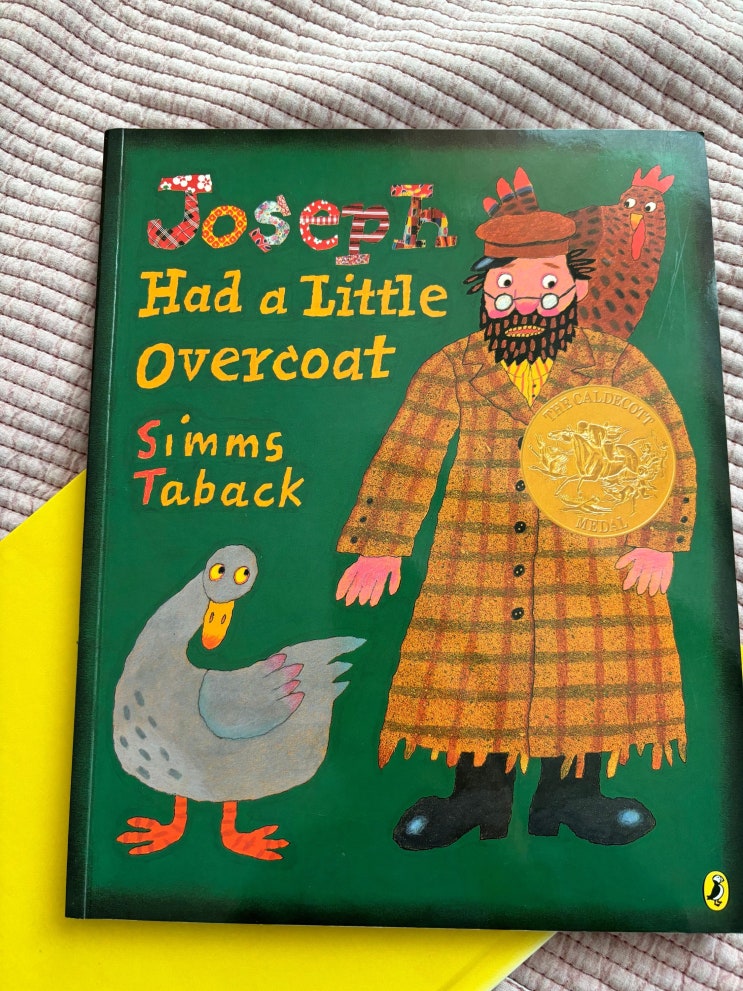 Joseph
Had a Little
Overcoat
Simms
Taback
THE CALDECOTT
MEDAL